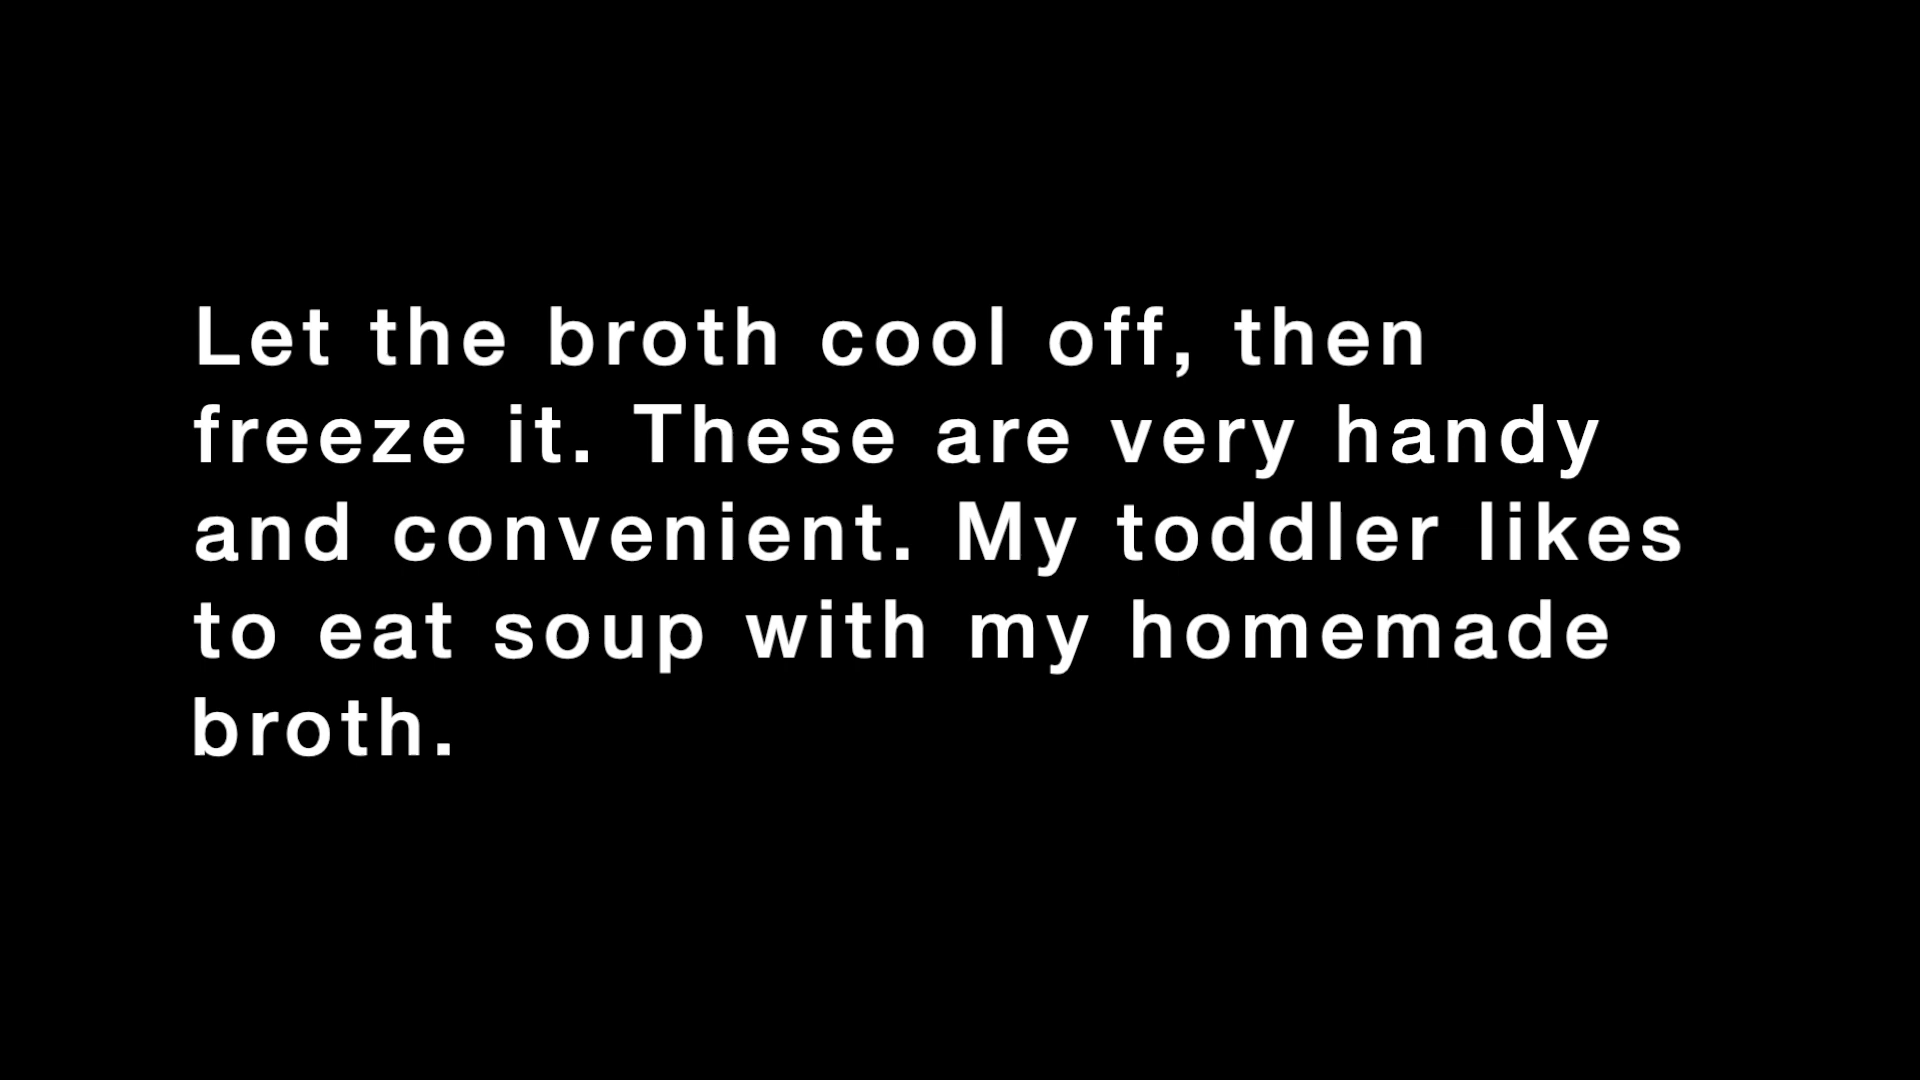 Let the broth cool off, then
freeze it. These are very handy
and convenient. My toddler likes
to eat soup with my homemade
broth.